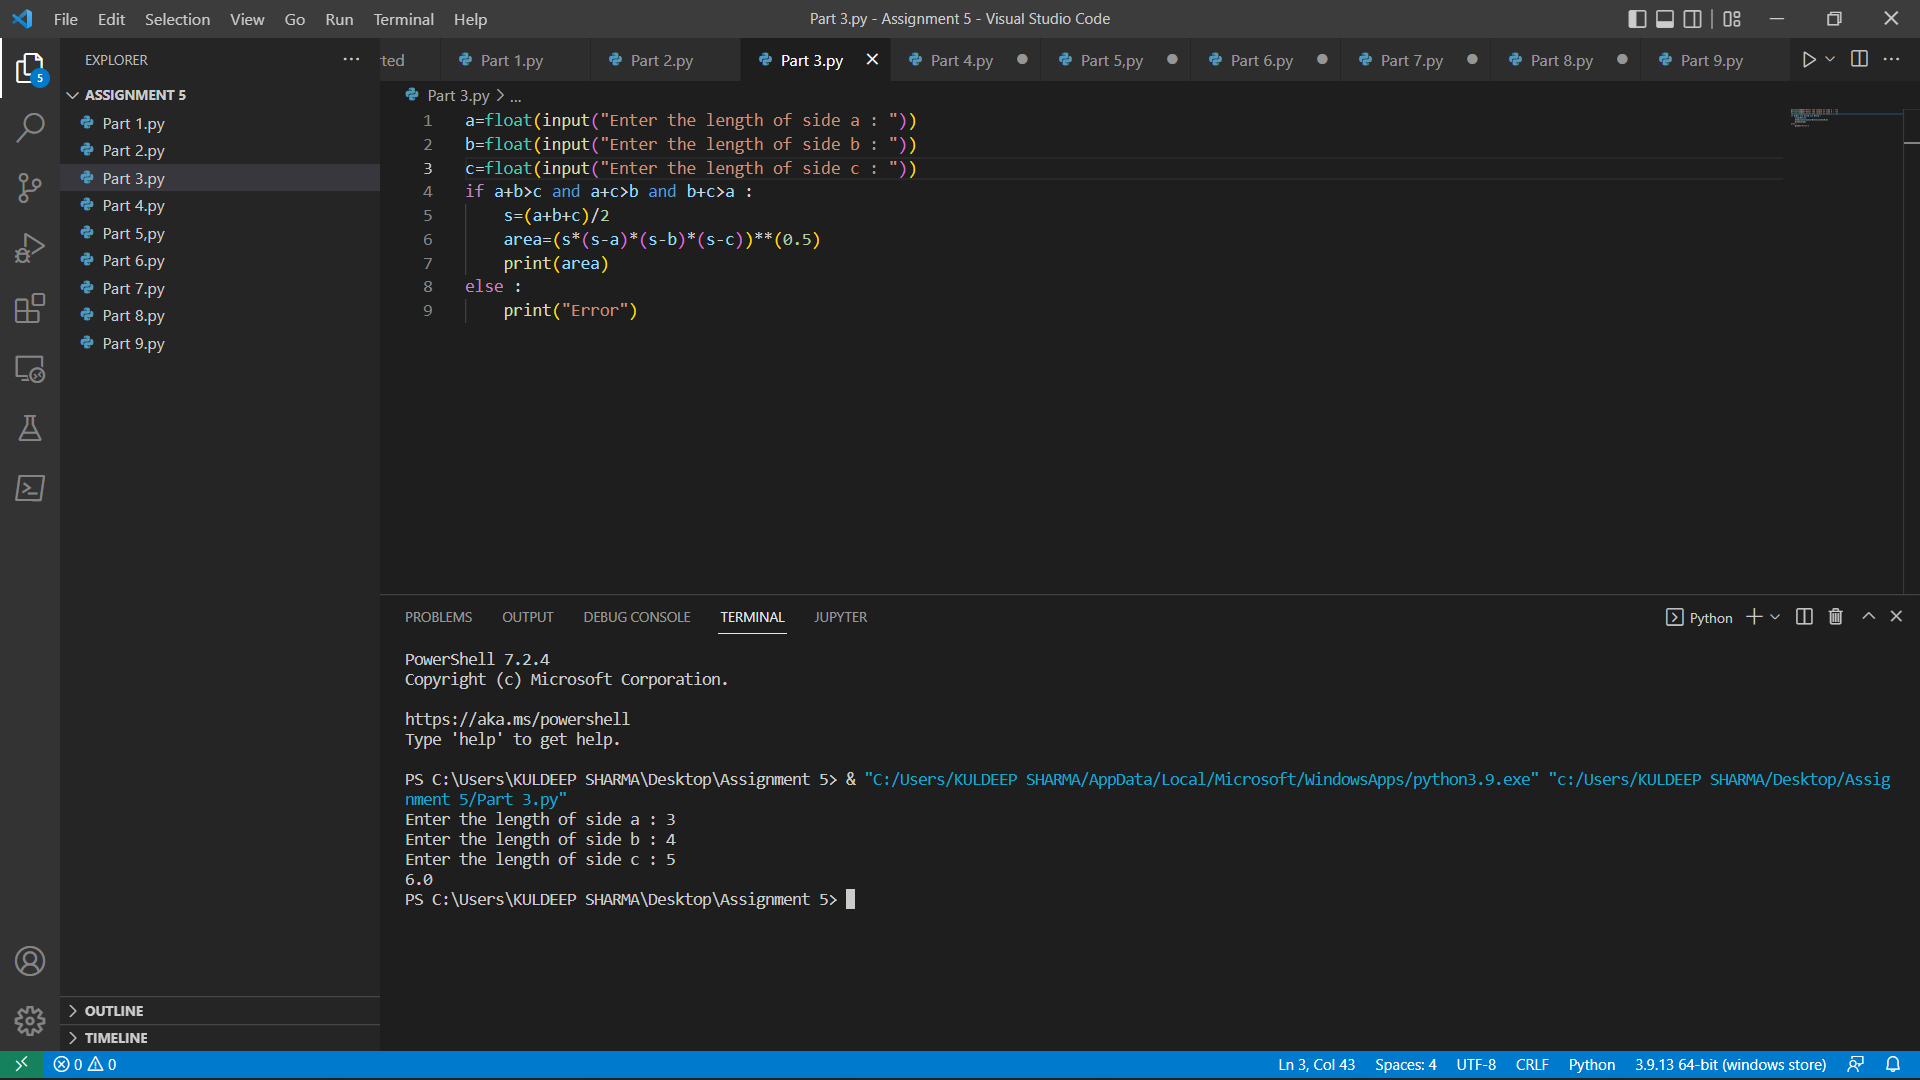 File Edit Selection View Go Run Terminal Help
Part 3.py - Assignment 5 - Visual Studio Code
5
EXPLORER
ASSIGNMENT 5
Part 1.py
Part 2.py
Part 3.py
Part 4.py
Part 5,py
Part 6.py
Part 7.py
Part 8.py
Part 9.py
OUTLINE
TIMELINE
rted Part 1.py Part 2.py Part 3.py Part 4.py Part 5,py Part 6.py Part 7.py Part 8.py Part 9.py
Part 3.py > ...
1 a=float(input("Enter the length of side a : "))
2 b=float(input("Enter the length of side b : "))
3 c=float(input("Enter the length of side c : "))
4 if a+b>c and a+c>b and b+c>a :
5 s=(a+b+c)/2
6 area=(s*(s-a)*(s-b)*(s-c))**(0.5)
7 print(area)
8 else :
9 print("Error")
PROBLEMS OUTPUT DEBUG CONSOLE TERMINAL JUPYTER
Python
PowerShell 7.2.4
Copyright (c) Microsoft Corporation.
https://aka.ms/powershell
Type 'help' to get help.
PS C:\Users\KULDEEP SHARMA\Desktop\Assignment 5> & "C:/Users/KULDEEP SHARMA/AppData/Local/Microsoft/WindowsApps/python3.9.exe" "c:/Users/KULDEEP SHARMA/Desktop/Assig
nment 5/Part 3.py"
Enter the length of side a : 3
Enter the length of side b : 4
Enter the length of side c : 5
6.0
PS C:\Users\KULDEEP SHARMA\Desktop\Assignment 5>
0 0
Ln 3, Col 43 Spaces: 4 UTF-8 CRLF Python 3.9.13 64-bit (windows store)